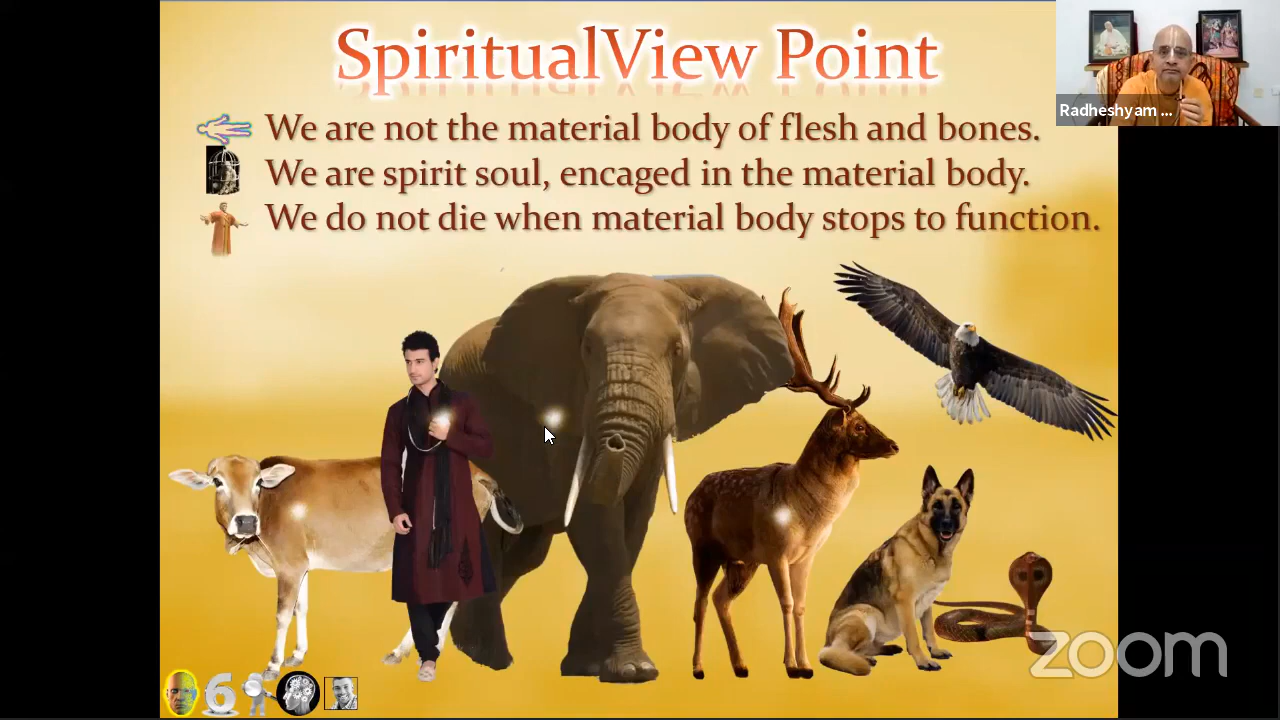 SpiritualView Point
Radheshyam ...
We are not the material body of flesh and bones.
We are spirit soul, encaged in the material body.
We do not die when material body stops to function.
6
zoom